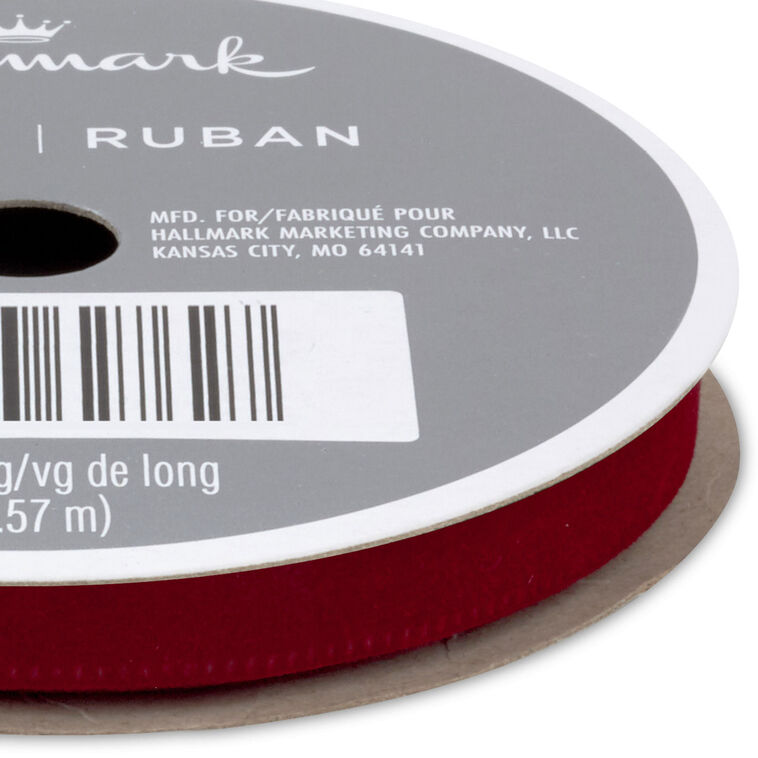 mark
| RUBAN
MFD. FOR/FABRIQUÉ POUR
HALLMARK MARKETING COMPANY, LLC
KANSAS CITY, MO 64141
g/vg de long
.57 m)